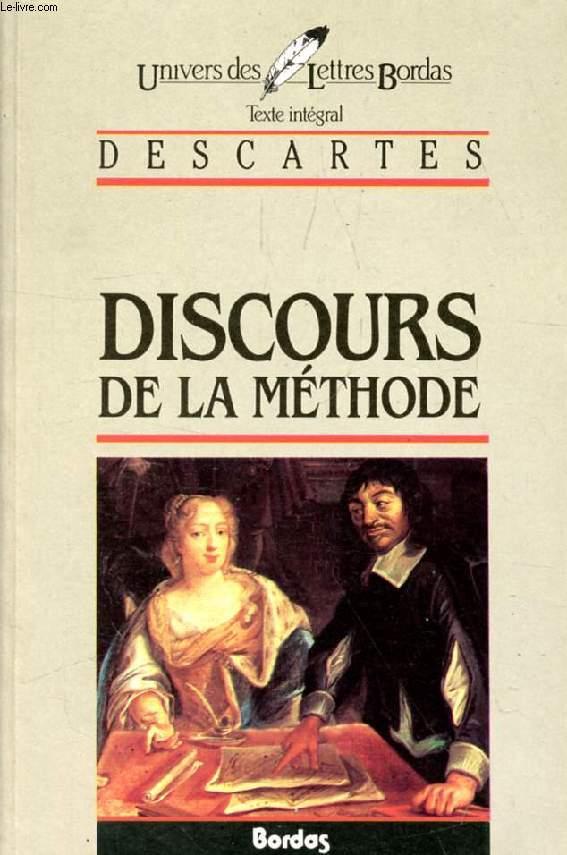 Le-livre.com
Univers des Lettres Bordas
Texte intégral
DESCARTES
DISCOURS
DE LA MÉTHODE
Bordas